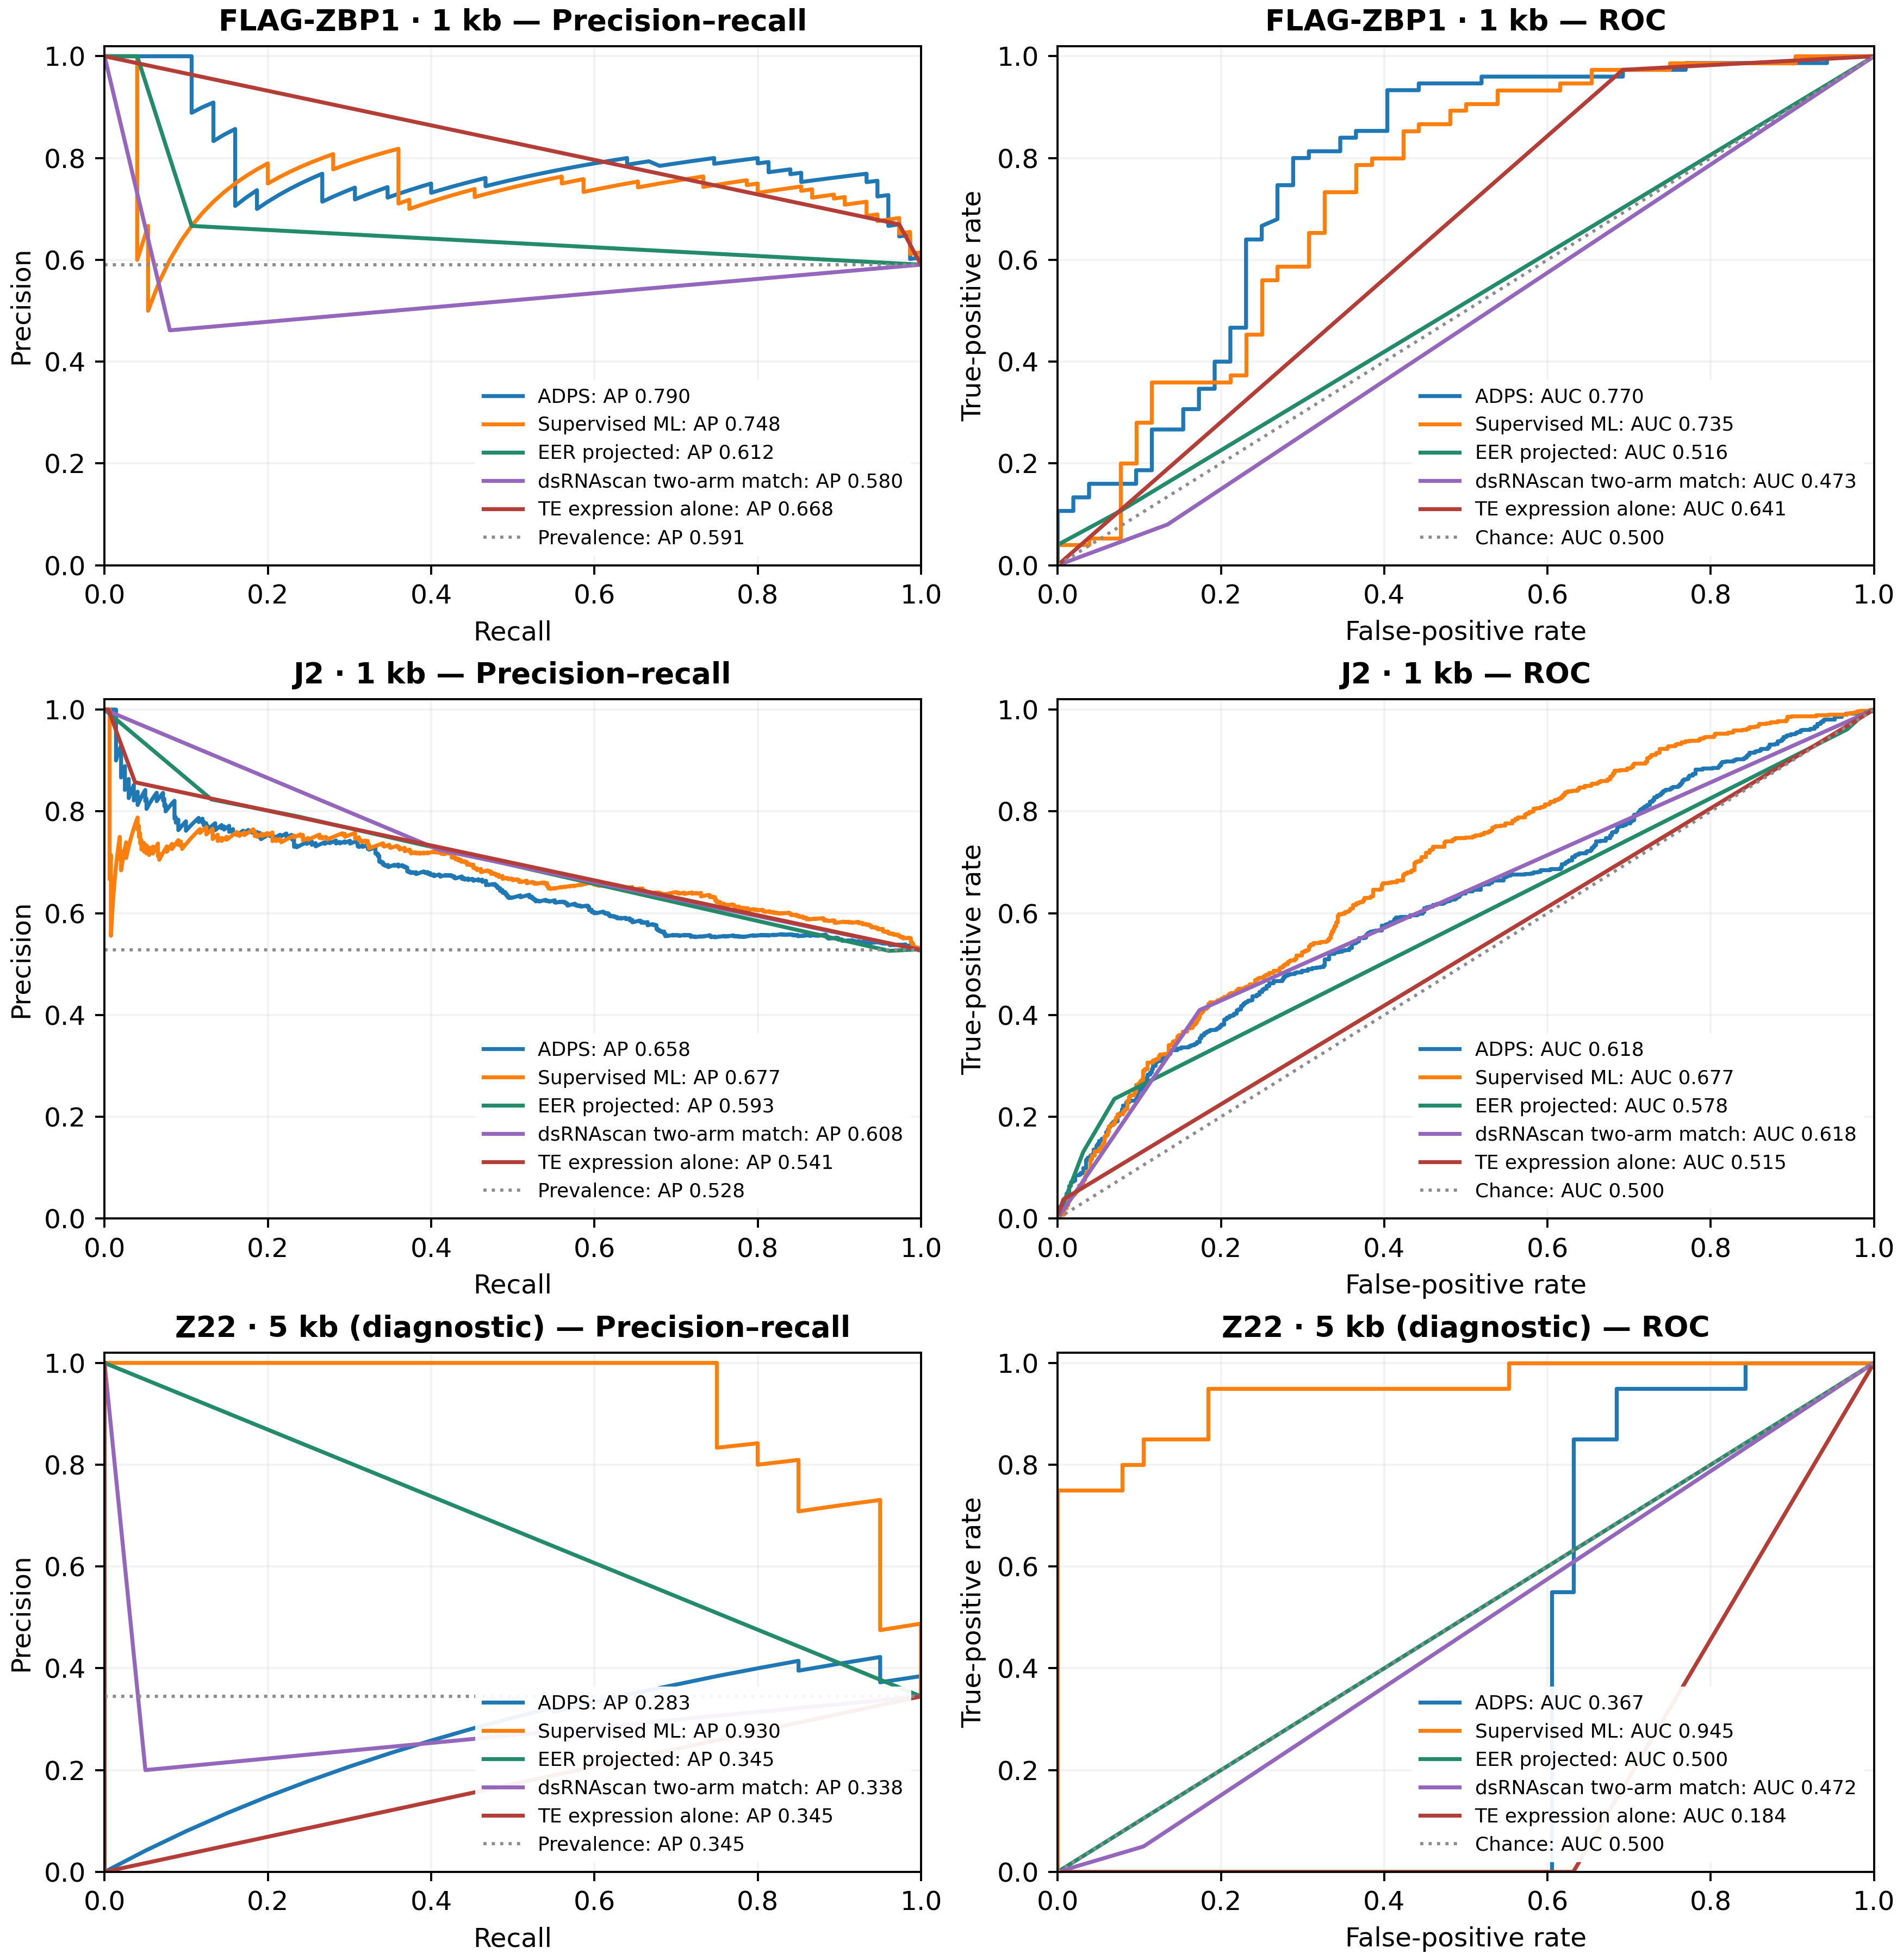 FLAG-ZBP1 · 1 kb — Precision–recall
1.0
0.8
0.6
0.4
0.2
0.0
Precision
ADPS: AP 0.790
Supervised ML: AP 0.748
EER projected: AP 0.612
dsRNAscan two-arm match: AP 0.580
TE expression alone: AP 0.668
Prevalence: AP 0.591
0.0 0.2 0.4 0.6 0.8 1.0
Recall
FLAG-ZBP1 · 1 kb — ROC
1.0
0.8
0.6
0.4
0.2
0.0
True-positive rate
ADPS: AUC 0.770
Supervised ML: AUC 0.735
EER projected: AUC 0.516
dsRNAscan two-arm match: AUC 0.473
TE expression alone: AUC 0.641
Chance: AUC 0.500
0.0 0.2 0.4 0.6 0.8 1.0
False-positive rate
J2 · 1 kb — Precision–recall
1.0
0.8
0.6
0.4
0.2
0.0
Precision
ADPS: AP 0.658
Supervised ML: AP 0.677
EER projected: AP 0.593
dsRNAscan two-arm match: AP 0.608
TE expression alone: AP 0.541
Prevalence: AP 0.528
0.0 0.2 0.4 0.6 0.8 1.0
Recall
J2 · 1 kb — ROC
1.0
0.8
0.6
0.4
0.2
0.0
True-positive rate
ADPS: AUC 0.618
Supervised ML: AUC 0.677
EER projected: AUC 0.578
dsRNAscan two-arm match: AUC 0.618
TE expression alone: AUC 0.515
Chance: AUC 0.500
0.0 0.2 0.4 0.6 0.8 1.0
False-positive rate
Z22 · 5 kb (diagnostic) — Precision–recall
1.0
0.8
0.6
0.4
0.2
0.0
Precision
ADPS: AP 0.283
Supervised ML: AP 0.930
EER projected: AP 0.345
dsRNAscan two-arm match: AP 0.338
TE expression alone: AP 0.345
Prevalence: AP 0.345
0.0 0.2 0.4 0.6 0.8 1.0
Recall
Z22 · 5 kb (diagnostic) — ROC
1.0
0.8
0.6
0.4
0.2
0.0
True-positive rate
ADPS: AUC 0.367
Supervised ML: AUC 0.945
EER projected: AUC 0.500
dsRNAscan two-arm match: AUC 0.472
TE expression alone: AUC 0.184
Chance: AUC 0.500
0.0 0.2 0.4 0.6 0.8 1.0
False-positive rate